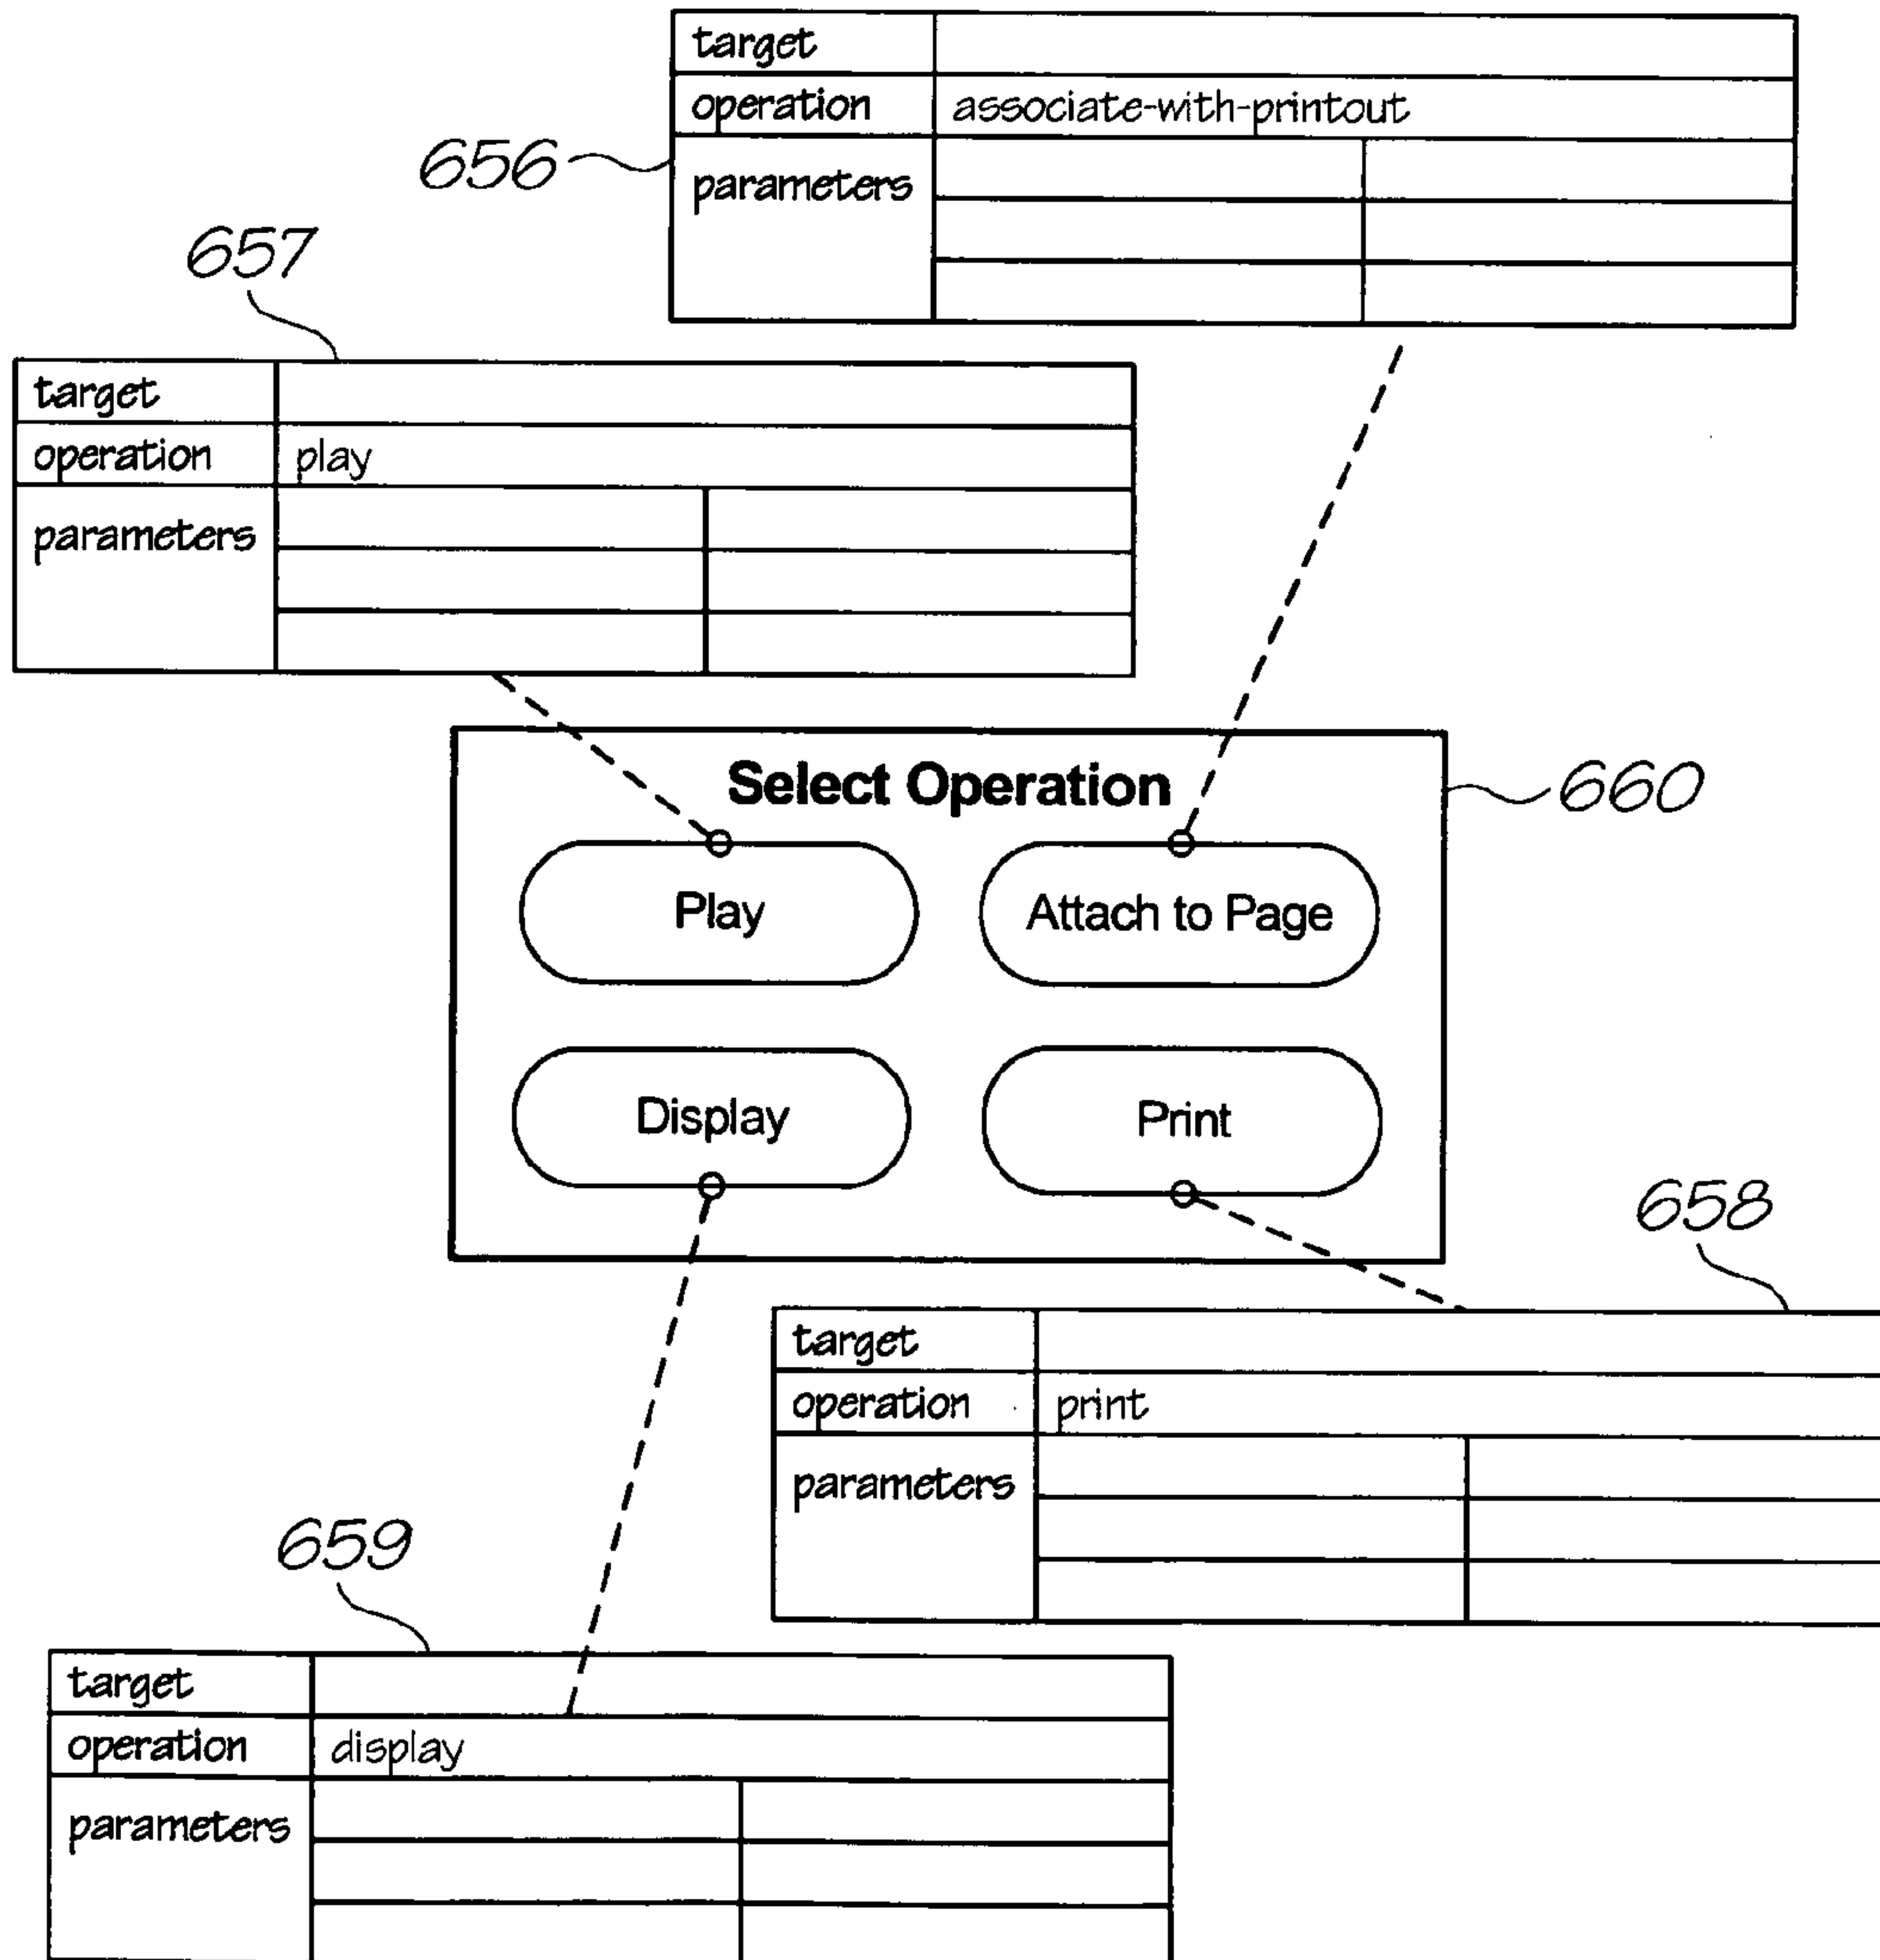 target
operation associate-with-printout
656
parameters
657
target
operation play
parameters
Select Operation
660
Play Attach to Page
Display Print
658
target
operation print
parameters
659
target
operation display
parameters